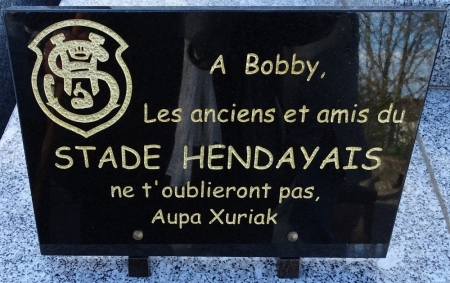 A Bobby,
Les anciens et amis du
STADE HENDAYAIS
ne t'oublieront pas,
Aupa Xuriak